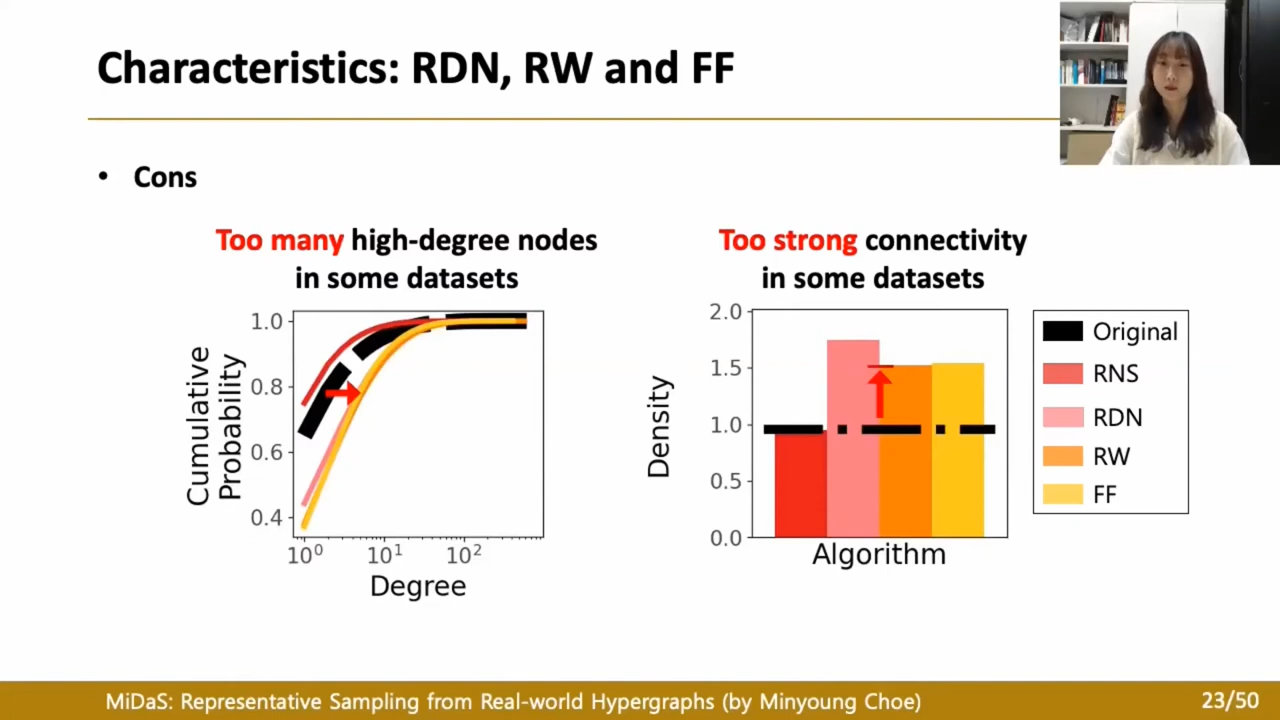 Characteristics: RDN, RW and FF
• Cons
Too many high-degree nodes
in some datasets
1.0
0.8
0.6
0.4
Cumulative
Probability
10⁰ 10¹ 10²
Degree
Too strong connectivity
in some datasets
2.0
1.5
1.0
0.5
0.0
Density
Algorithm
Original
RNS
RDN
RW
FF
MiDaS: Representative Sampling from Real-world Hypergraphs (by Minyoung Choe)
23/50